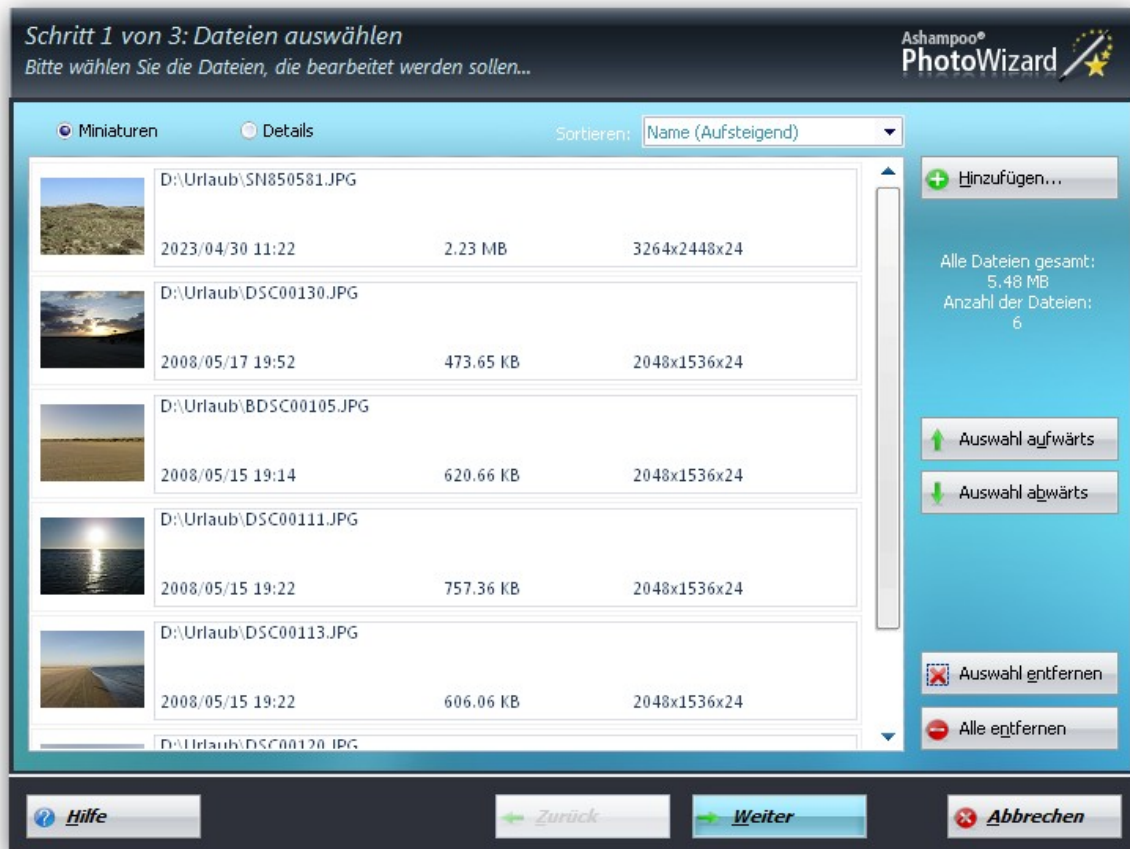 Schritt 1 von 3: Dateien auswählen
Bitte wählen Sie die Dateien, die bearbeitet werden sollen...
Ashampoo®
PhotoWizard
Miniaturen
Details
Sortieren:
Name (Aufsteigend)
D:\Urlaub\SN850581.JPG
2023/04/30 11:22 2.23 MB 3264x2448x24
D:\Urlaub\DSC00130.JPG
2008/05/17 19:52 473.65 KB 2048x1536x24
D:\Urlaub\BDSC00105.JPG
2008/05/15 19:14 620.66 KB 2048x1536x24
D:\Urlaub\DSC00111.JPG
2008/05/15 19:22 757.36 KB 2048x1536x24
D:\Urlaub\DSC00113.JPG
2008/05/15 19:22 606.06 KB 2048x1536x24
D:\Urlaub\DSC00120.JPG
Hinzufügen...
Alle Dateien gesamt:
5.48 MB
Anzahl der Dateien:
6
Auswahl aufwärts
Auswahl abwärts
Auswahl entfernen
Alle entfernen
Hilfe
Zurück
Weiter
Abbrechen